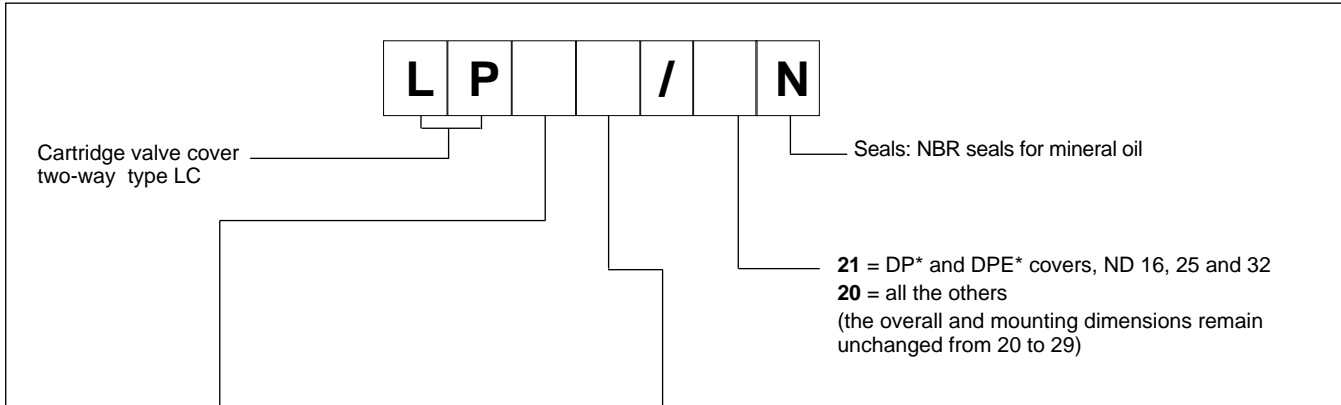 L P / N
Cartridge valve cover
two-way type LC
Seals: NBR seals for mineral oil
21 = DP* and DPE* covers, ND 16, 25 and 32
20 = all the others
(the overall and mounting dimensions remain
unchanged from 20 to 29)